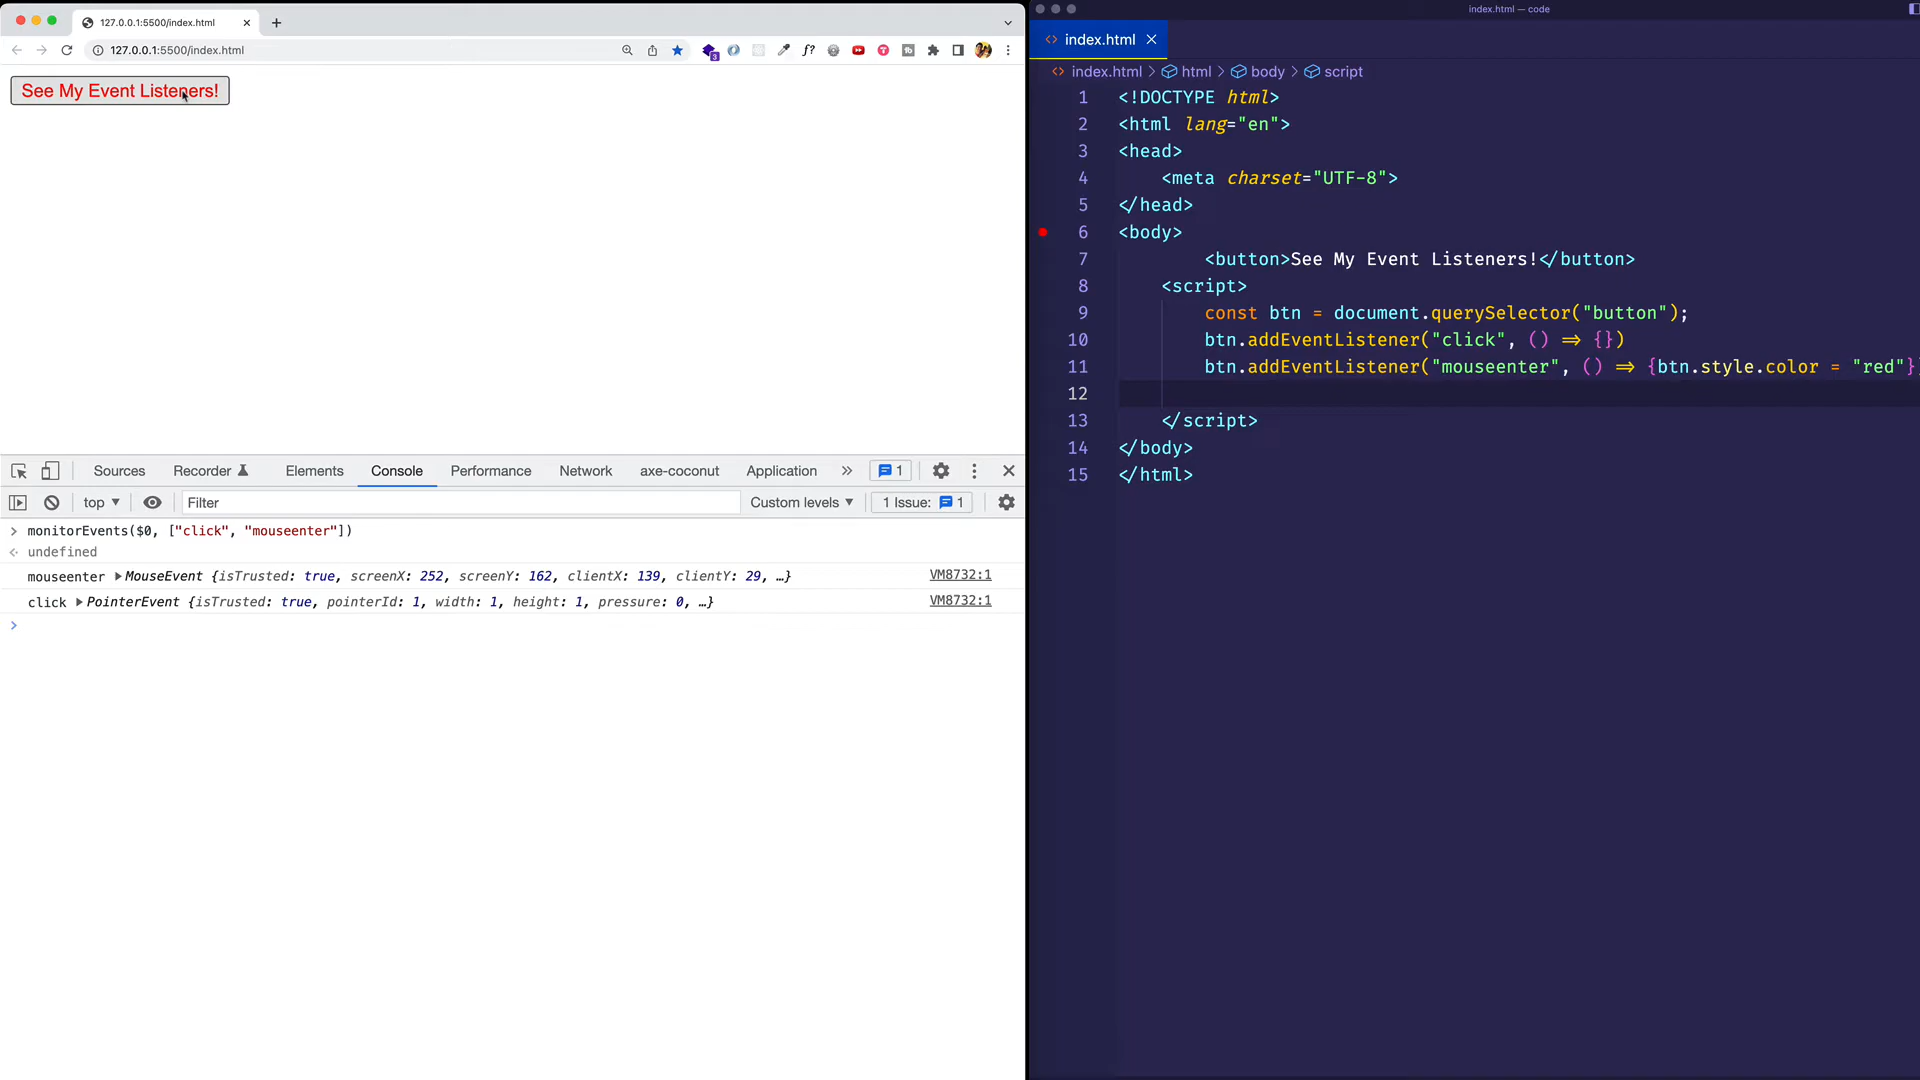 127.0.0.1:5500/index.html
127.0.0.1:5500/index.html
See My Event Listeners!
Sources Recorder Elements Console Performance Network axe-coconut Application » 1
top Filter Custom levels 1 Issue: 1
monitorEvents($0, ["click", "mouseenter"])
undefined
mouseenter MouseEvent {isTrusted: true, screenX: 252, screenY: 162, clientX: 139, clientY: 29, …} VM8732:1
click PointerEvent {isTrusted: true, pointerId: 1, width: 1, height: 1, pressure: 0, …} VM8732:1
index.html — code
index.html
index.html > html > body > script
1 <!DOCTYPE html>
2 <html lang="en">
3 <head>
4 <meta charset="UTF-8">
5 </head>
6 <body>
7 <button>See My Event Listeners!</button>
8 <script>
9 const btn = document.querySelector("button");
10 btn.addEventListener("click", () => {})
11 btn.addEventListener("mouseenter", () => {btn.style.color = "red"})
12
13 </script>
14 </body>
15 </html>